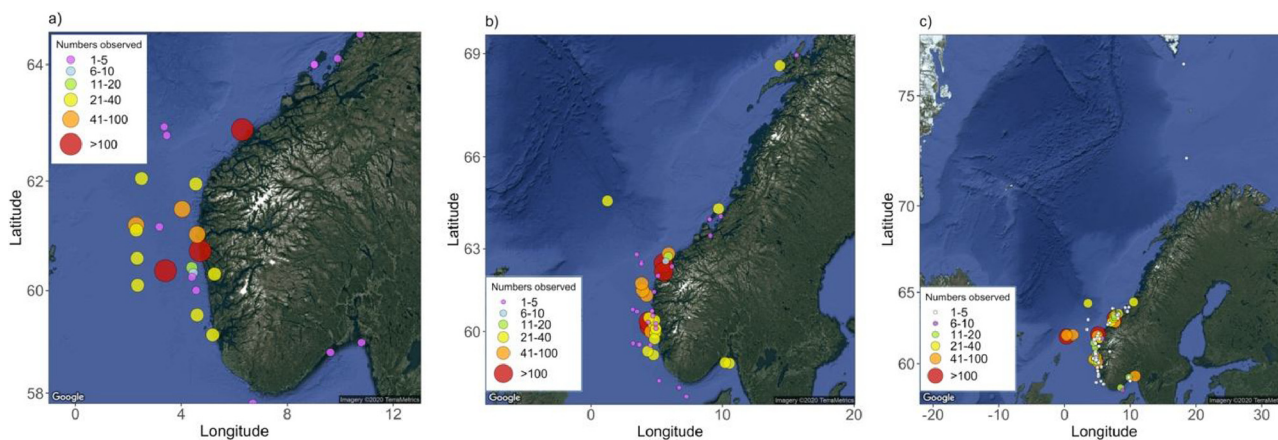 a)
Numbers observed
1-5
6-10
11-20
21-40
41-100
>100
64
62
60
58
Latitude
Google
Imagery ©2020 TerraMetrics
0 4 8 12
Longitude
b)
69
66
63
60
Latitude
Numbers observed
1-5
6-10
11-20
21-40
41-100
>100
Google
Imagery ©2020 TerraMetrics
0 10 20
Longitude
c)
75
70
65
60
Latitude
Numbers observed
1-5
6-10
11-20
21-40
41-100
>100
Google
Imagery ©2020 TerraMetrics
-20 -10 0 10 20 30
Longitude